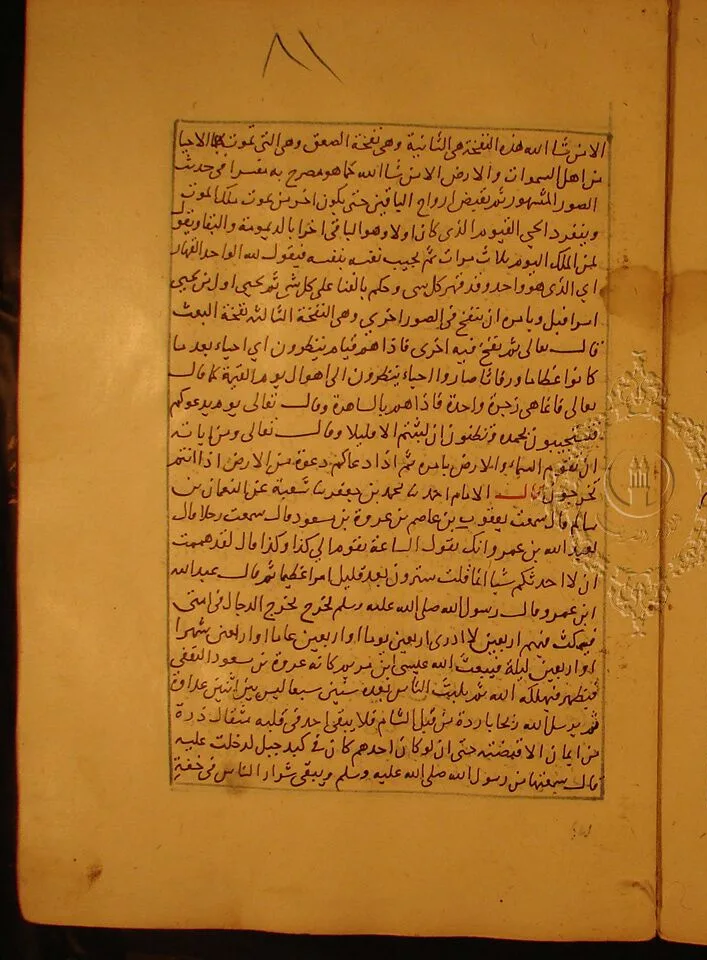 ٨١
الا من شا الله هذه النفخة هي الثانية وهي نفخة الصعق وهي التي يموت بها الاحيا
من اهل السموات والارض الا من شا الله كما هو مصرح به مفسرا في حديث
الصور المشهور ثم يقبض ارواح الباقين حتى يكون اخر من يموت ملك الموت
وينفرد الحي القيوم الذي كان اولا وهو الباقي اخرا بالديمومة والبقا ويقول
لمن الملك اليوم ثلاث مرات ثم يجيب نفسه بنفسه فيقول لله الواحد القهار
اي الذي هو واحد وقد قهر كل شي وحكم بالفنا على كل شي ثم يحيي اول من يحيي
اسرافيل ويامره ان ينفخ في الصور اخري وهي النفخة الثالثه نفخة البعث
قال تعالى ثم نفخ فيه اخرى فاذا هم قيام ينظرون اي احياء بعد ما
كانوا عظاما ورفاتا صاروا احياء ينظرون الى اهوال يوم القيمة كما قال
تعالى فانما هي زجرة واحدة فاذا هم بالساهرة وقال تعالى يوم يدعوكم
فتستجيبون بحمده وتظنون ان لبثتم الا قليلا وقال تعالى ومن اياته
ان تقوم السماء والارض بامره ثم اذا دعاكم دعوة من الارض اذا انتم
تخرجون قال الامام احمد ثنا محمد بن جعفر ثنا شعبة عن النعمان بن
سالم قال سمعت يعقوب بن عاصم بن عروة بن مسعود قال سمعت رجلا قال
لعبد الله بن عمرو انك تقول الساعة تقوم الي كذا وكذا قال لقد هممت
ان لا احدثكم شيا انما قلت سترون بعد قليل امرا عظيما ثم قال عبد الله
ابن عمرو قال رسول الله صلى الله عليه وسلم يخرج الدجال في امتى
فيمكث فيهم اربعين لا ادري اربعين يوما او اربعين عاما او اربعين شهرا
او اربعين ليلة فيبعث الله عيسى ابن مريم كانه عروة بن مسعود الثقفي
فيظهر فيهلكه الله ثم يلبث الناس بعده سنين سبعا ليس بين اثنين عداوة
ثم يرسل الله ريحا باردة من قبل الشام فلا يبقى احد في قلبه مثقال ذرة
من ايمان الا قبضته حتى ان لو كان احدهم كان في كبد جبل لدخلت عليه
قال سمعتها من رسول الله صلى الله عليه وسلم ويبقى شرار الناس في خفة